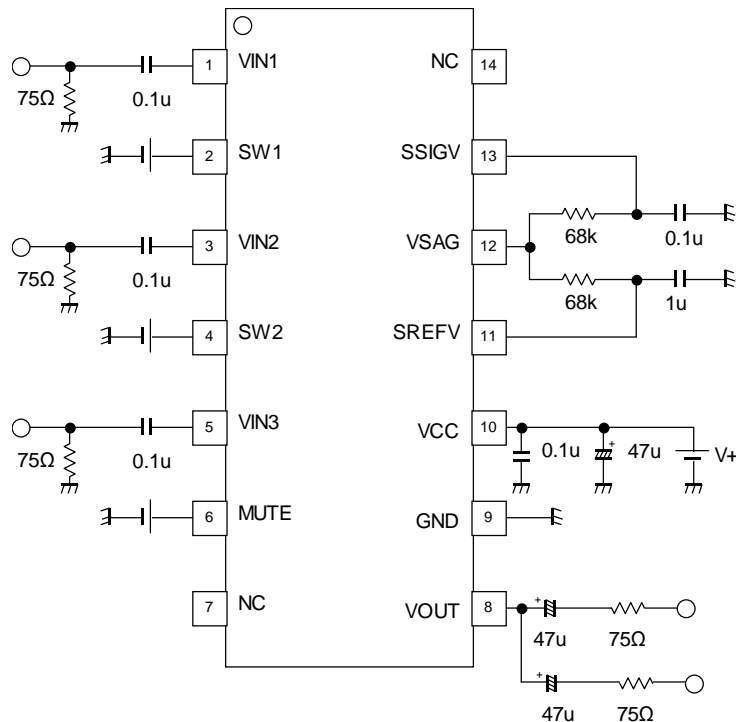 1 VIN1
NC 14
75Ω
0.1u
2 SW1
SSIGV 13
3 VIN2
VSAG 12
68k
0.1u
75Ω
0.1u
68k
1u
4 SW2
SREFV 11
5 VIN3
VCC 10
0.1u
+
47u
V+
75Ω
0.1u
6 MUTE
GND 9
7 NC
VOUT 8
+
47u
75Ω
+
47u
75Ω